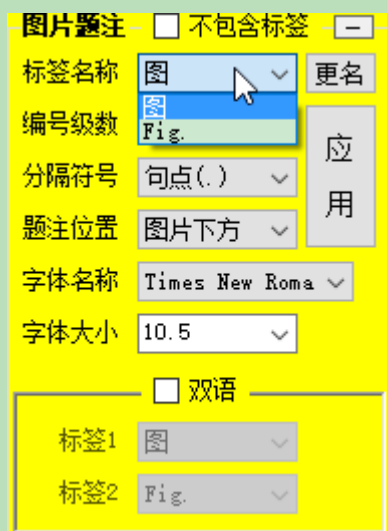 图片题注 不包含标签 -
标签名称 图 更名
图
编号级数 Fig.
分隔符号 句点(.) 应用
题注位置 图片下方
字体名称 Times New Roma
字体大小 10.5
双语
标签1 图
标签2 Fig.